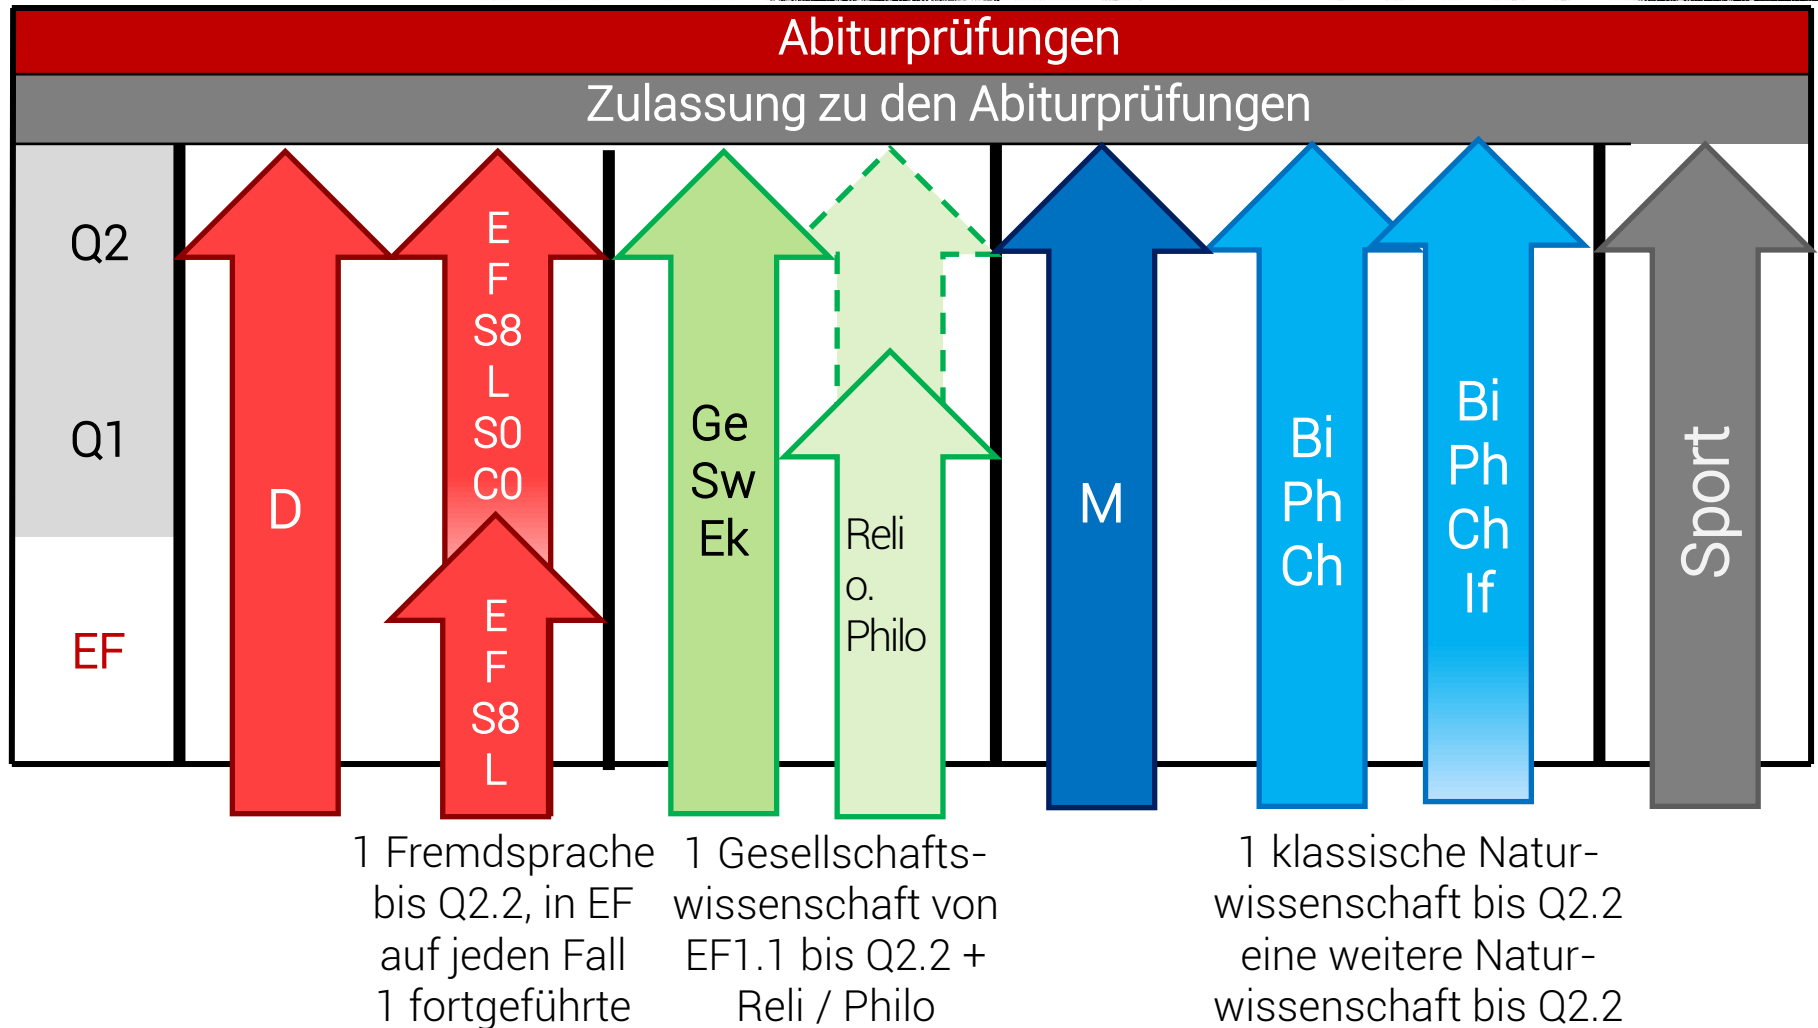 Abiturprüfungen
Zulassung zu den Abiturprüfungen
Q2
Q1
EF
D
E
F
S8
L
S0
C0
E
F
S8
L
Ge
Sw
Ek
Reli
o.
Philo
M
Bi
Ph
Ch
Bi
Ph
Ch
If
Sport
1 Fremdsprache
bis Q2.2, in EF
auf jeden Fall
1 fortgeführte
1 Gesellschafts-
wissenschaft von
EF1.1 bis Q2.2 +
Reli / Philo
1 klassische Natur-
wissenschaft bis Q2.2
eine weitere Natur-
wissenschaft bis Q2.2